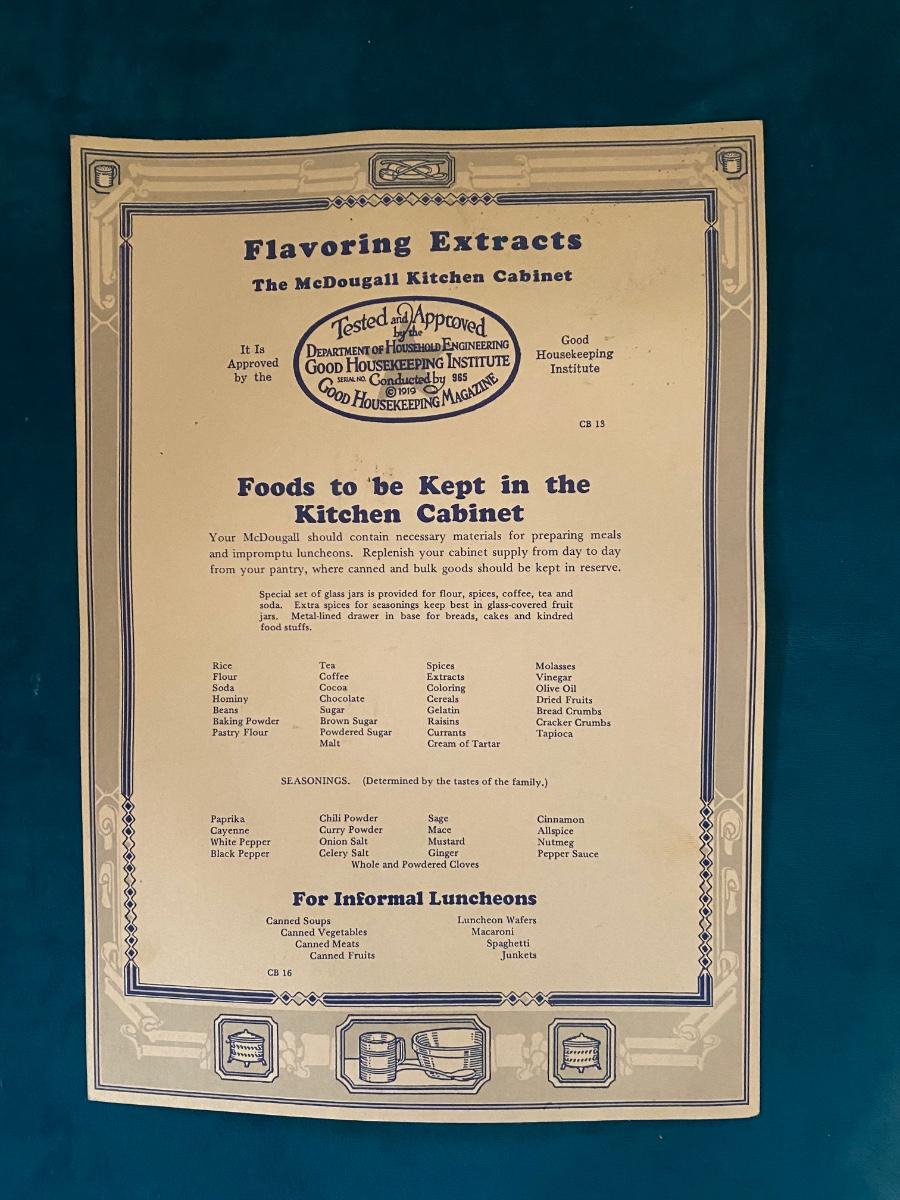 Flavoring Extracts
The McDougall Kitchen Cabinet
It Is
Approved
by the
Tested and Approved
by the
DEPARTMENT OF HOUSEHOLD ENGINEERING
GOOD HOUSEKEEPING INSTITUTE
SERIAL NO. Conducted by 965
© 1919
GOOD HOUSEKEEPING MAGAZINE
Good
Housekeeping
Institute
CB 13
Foods to be Kept in the
Kitchen Cabinet
Your McDougall should contain necessary materials for preparing meals
and impromptu luncheons. Replenish your cabinet supply from day to day
from your pantry, where canned and bulk goods should be kept in reserve.
Special set of glass jars is provided for flour, spices, coffee, tea and
soda. Extra spices for seasonings keep best in glass-covered fruit
jars. Metal-lined drawer in base for breads, cakes and kindred
food stuffs.
Rice Tea Spices Molasses
Flour Coffee Extracts Vinegar
Soda Cocoa Coloring Olive Oil
Hominy Chocolate Cereals Dried Fruits
Beans Sugar Gelatin Bread Crumbs
Baking Powder Brown Sugar Raisins Cracker Crumbs
Pastry Flour Powdered Sugar Currants Tapioca
Malt Cream of Tartar
SEASONINGS. (Determined by the tastes of the family.)
Paprika Chili Powder Sage Cinnamon
Cayenne Curry Powder Mace Allspice
White Pepper Onion Salt Mustard Nutmeg
Black Pepper Celery Salt Ginger Pepper Sauce
Whole and Powdered Cloves
For Informal Luncheons
Canned Soups Luncheon Wafers
Canned Vegetables Macaroni
Canned Meats Spaghetti
Canned Fruits Junkets
CB 16